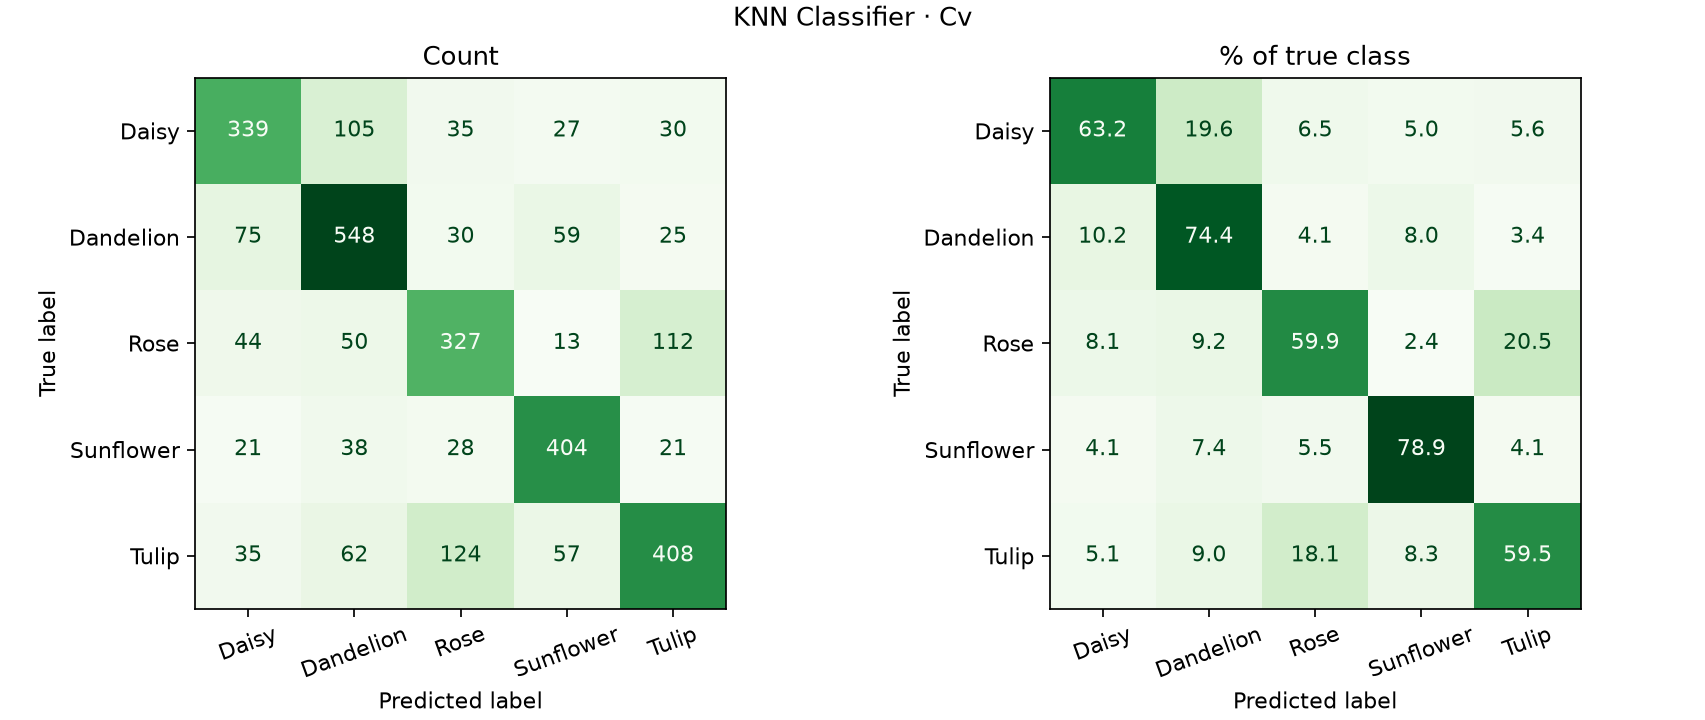 KNN Classifier · Cv
Count
True label
Daisy 339 105 35 27 30
Dandelion 75 548 30 59 25
Rose 44 50 327 13 112
Sunflower 21 38 28 404 21
Tulip 35 62 124 57 408
Daisy Dandelion Rose Sunflower Tulip
Predicted label
% of true class
True label
Daisy 63.2 19.6 6.5 5.0 5.6
Dandelion 10.2 74.4 4.1 8.0 3.4
Rose 8.1 9.2 59.9 2.4 20.5
Sunflower 4.1 7.4 5.5 78.9 4.1
Tulip 5.1 9.0 18.1 8.3 59.5
Daisy Dandelion Rose Sunflower Tulip
Predicted label